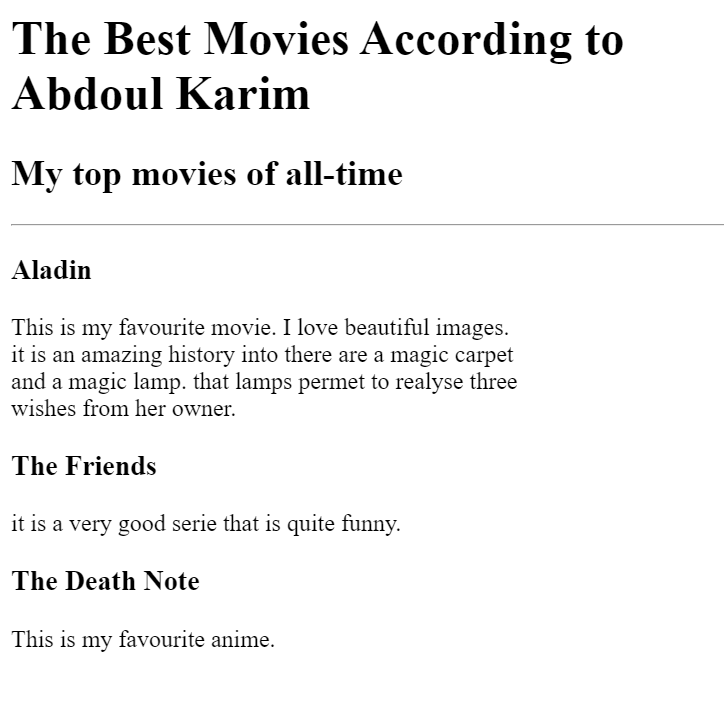 The Best Movies According to
Abdoul Karim
My top movies of all-time
Aladin
This is my favourite movie. I love beautiful images.
it is an amazing history into there are a magic carpet
and a magic lamp. that lamps permet to realyse three
wishes from her owner.
The Friends
it is a very good serie that is quite funny.
The Death Note
This is my favourite anime.